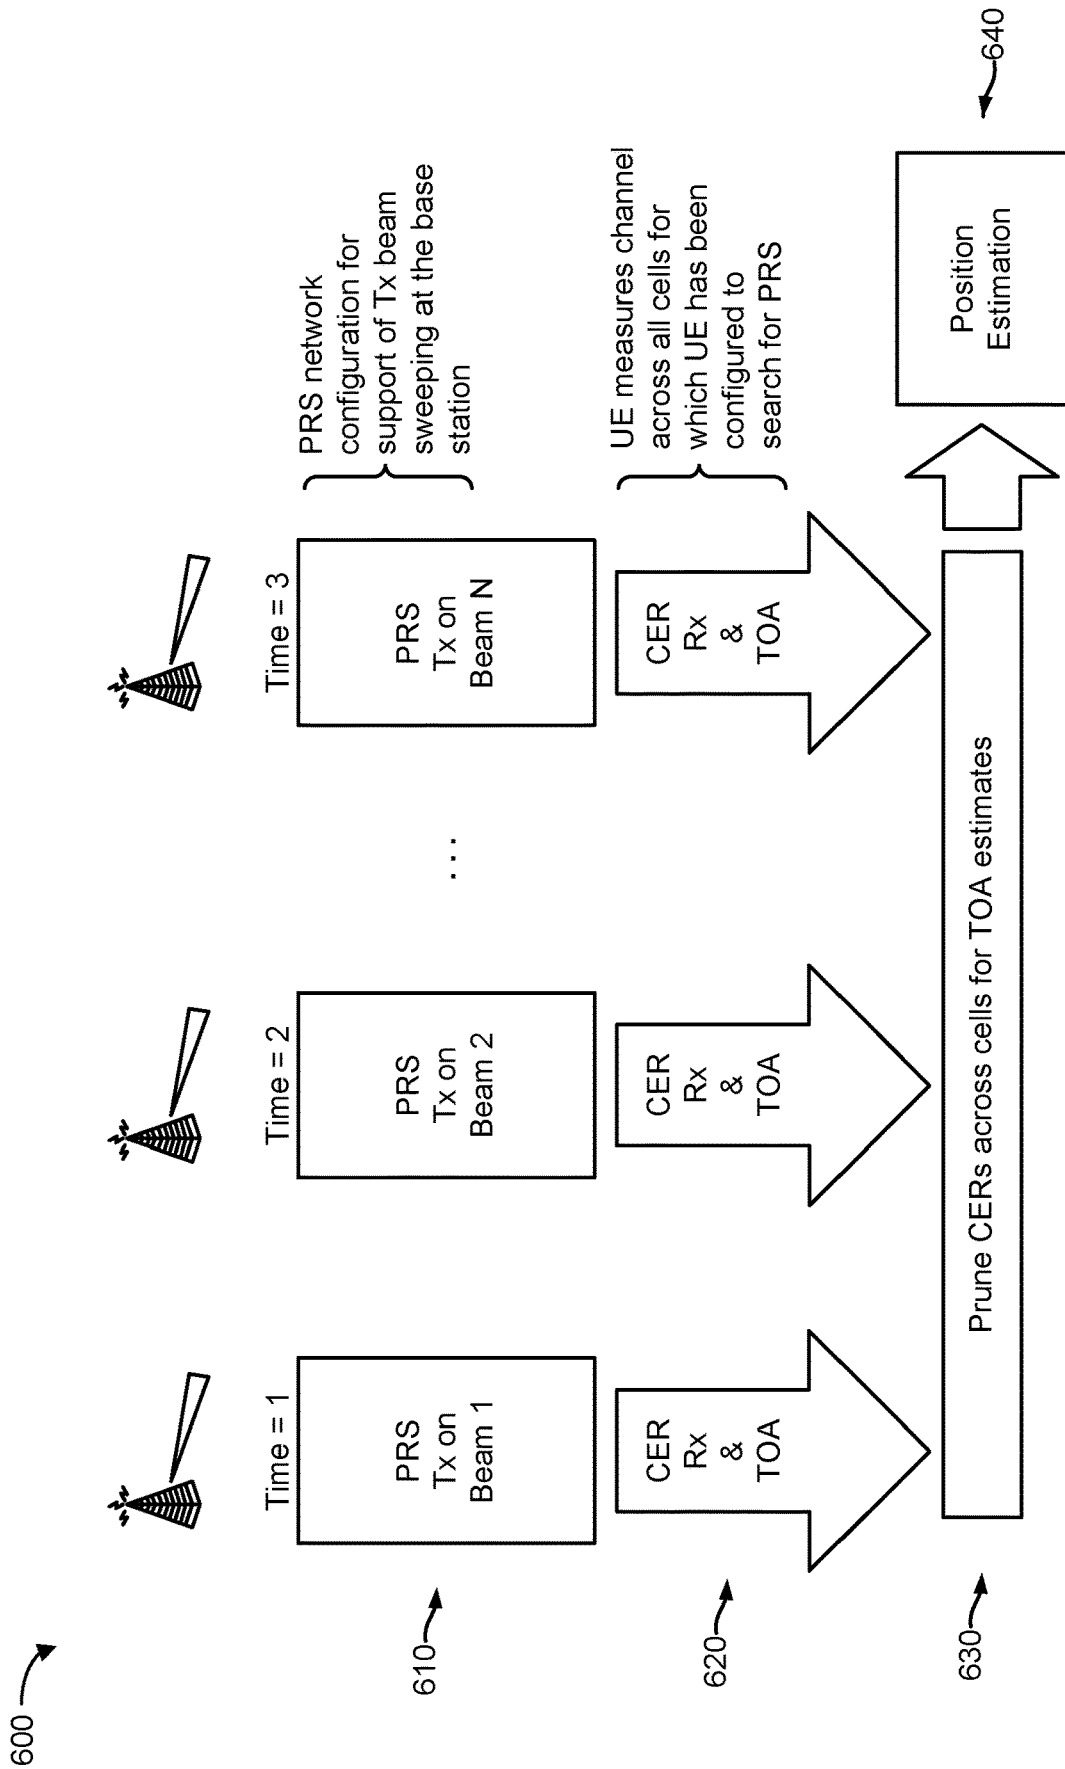 600
Time = 1
Time = 2
Time = 3
610
PRS
Tx on
Beam 1
PRS
Tx on
Beam 2
...
PRS
Tx on
Beam N
PRS network
configuration for
support of Tx beam
sweeping at the base
station
620
CER
Rx
&
TOA
CER
Rx
&
TOA
CER
Rx
&
TOA
UE measures channel
across all cells for
which UE has been
configured to
search for PRS
630
Prune CERs across cells for TOA estimates
Position
Estimation
640